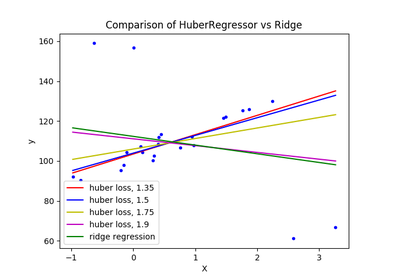 Comparison of HuberRegressor vs Ridge
160
140
120
100
80
60
y
huber loss, 1.35
huber loss, 1.5
huber loss, 1.75
huber loss, 1.9
ridge regression
−1 0 1 2 3
X